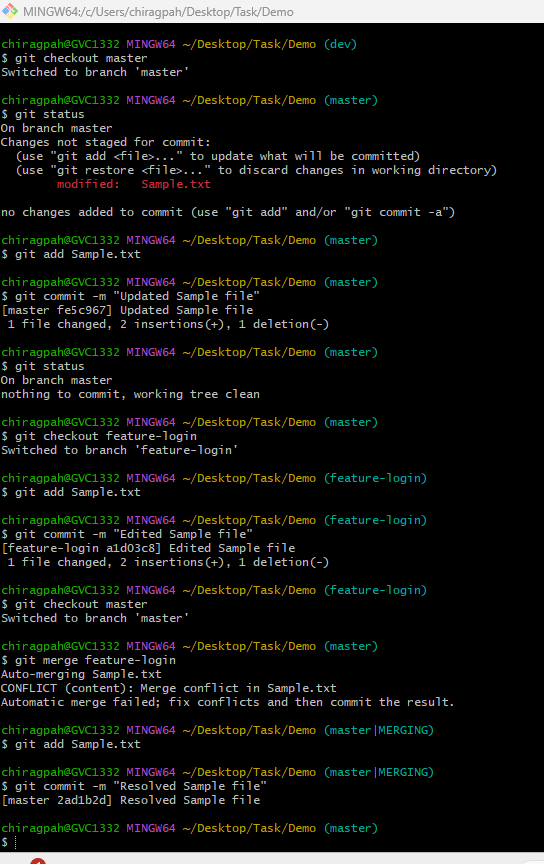 MINGW64:/c/Users/chiragpah/Desktop/Task/Demo
chiragpah@GVC1332 MINGW64 ~/Desktop/Task/Demo (dev)
$ git checkout master
Switched to branch 'master'
chiragpah@GVC1332 MINGW64 ~/Desktop/Task/Demo (master)
$ git status
On branch master
Changes not staged for commit:
  (use "git add <file>..." to update what will be committed)
  (use "git restore <file>..." to discard changes in working directory)
        modified:   Sample.txt
no changes added to commit (use "git add" and/or "git commit -a")
chiragpah@GVC1332 MINGW64 ~/Desktop/Task/Demo (master)
$ git add Sample.txt
chiragpah@GVC1332 MINGW64 ~/Desktop/Task/Demo (master)
$ git commit -m "Updated Sample file"
[master fe5c967] Updated Sample file
 1 file changed, 2 insertions(+), 1 deletion(-)
chiragpah@GVC1332 MINGW64 ~/Desktop/Task/Demo (master)
$ git status
On branch master
nothing to commit, working tree clean
chiragpah@GVC1332 MINGW64 ~/Desktop/Task/Demo (master)
$ git checkout feature-login
Switched to branch 'feature-login'
chiragpah@GVC1332 MINGW64 ~/Desktop/Task/Demo (feature-login)
$ git add Sample.txt
chiragpah@GVC1332 MINGW64 ~/Desktop/Task/Demo (feature-login)
$ git commit -m "Edited Sample file"
[feature-login a1d03c8] Edited Sample file
 1 file changed, 2 insertions(+), 1 deletion(-)
chiragpah@GVC1332 MINGW64 ~/Desktop/Task/Demo (feature-login)
$ git checkout master
Switched to branch 'master'
chiragpah@GVC1332 MINGW64 ~/Desktop/Task/Demo (master)
$ git merge feature-login
Auto-merging Sample.txt
CONFLICT (content): Merge conflict in Sample.txt
Automatic merge failed; fix conflicts and then commit the result.
chiragpah@GVC1332 MINGW64 ~/Desktop/Task/Demo (master|MERGING)
$ git add Sample.txt
chiragpah@GVC1332 MINGW64 ~/Desktop/Task/Demo (master|MERGING)
$ git commit -m "Resolved Sample file"
[master 2ad1b2d] Resolved Sample file
chiragpah@GVC1332 MINGW64 ~/Desktop/Task/Demo (master)
$